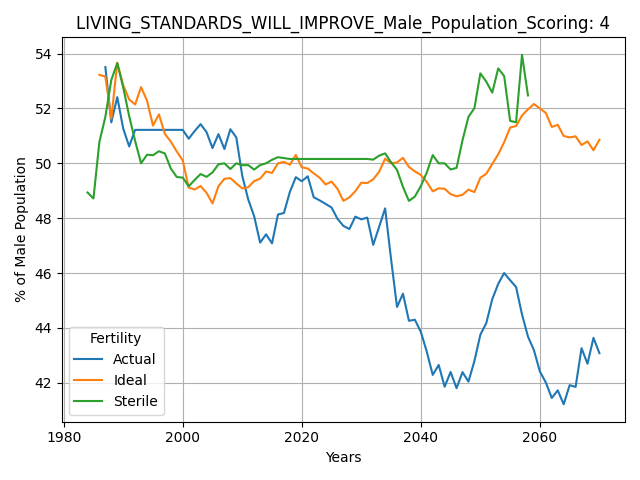 LIVING_STANDARDS_WILL_IMPROVE_Male_Population_Scoring: 4
% of Male Population
54
52
50
48
46
44
42
Fertility
Actual
Ideal
Sterile
1980
2000
2020
2040
2060
Years